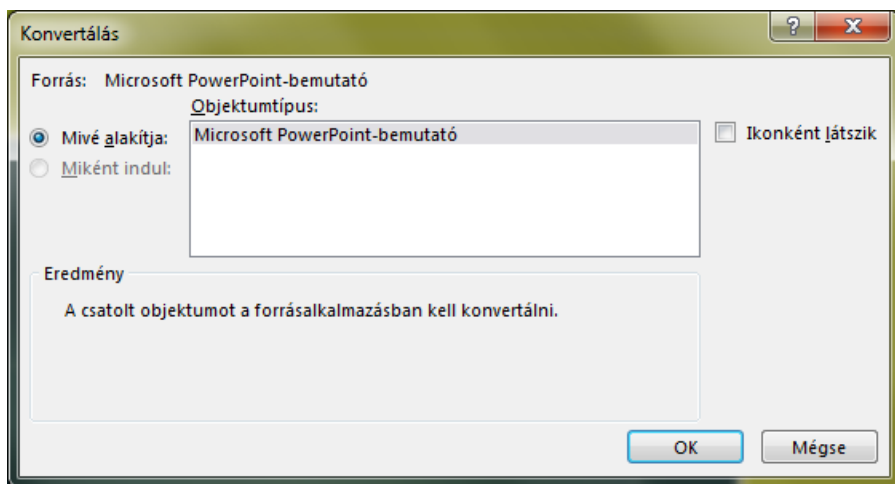 Konvertálás
Forrás: Microsoft PowerPoint-bemutató
Objektumtípus:
Mivé alakítja:
Microsoft PowerPoint-bemutató
Ikonként látszik
Miként indul:
Eredmény
A csatolt objektumot a forrásalkalmazásban kell konvertálni.
OK Mégse